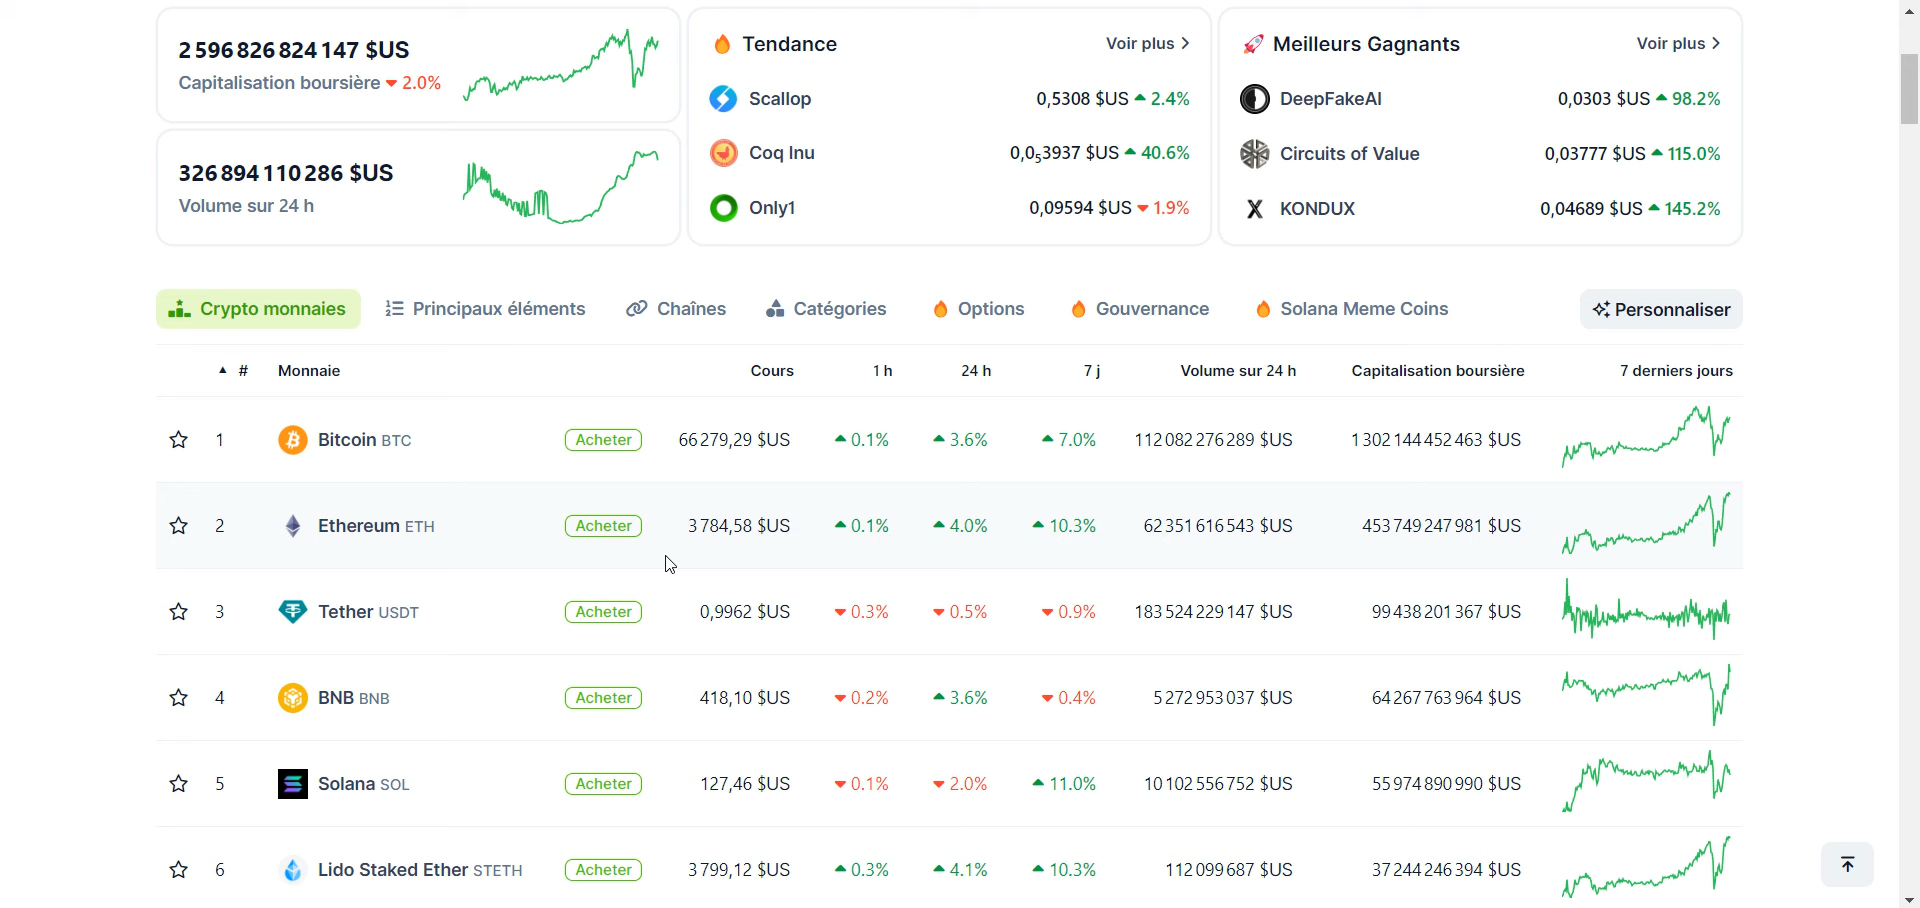 2 596 826 824 147 $US
Capitalisation boursière 2.0%
326 894 110 286 $US
Volume sur 24 h
Tendance Voir plus
Scallop 0,5308 $US 2.4%
Coq Inu 0,0₅3937 $US 40.6%
Only1 0,09594 $US 1.9%
Meilleurs Gagnants Voir plus
DeepFakeAI 0,0303 $US 98.2%
Circuits of Value 0,03777 $US 115.0%
KONDUX 0,04689 $US 145.2%
Crypto monnaies Principaux éléments Chaînes Catégories Options Gouvernance Solana Meme Coins Personnaliser
# Monnaie Cours 1 h 24 h 7 j Volume sur 24 h Capitalisation boursière 7 derniers jours
1 Bitcoin BTC Acheter 66 279,29 $US 0.1% 3.6% 7.0% 112 082 276 289 $US 1 302 144 452 463 $US
2 Ethereum ETH Acheter 3 784,58 $US 0.1% 4.0% 10.3% 62 351 616 543 $US 453 749 247 981 $US
3 Tether USDT Acheter 0,9962 $US 0.3% 0.5% 0.9% 183 524 229 147 $US 99 438 201 367 $US
4 BNB BNB Acheter 418,10 $US 0.2% 3.6% 0.4% 5 272 953 037 $US 64 267 763 964 $US
5 Solana SOL Acheter 127,46 $US 0.1% 2.0% 11.0% 10 102 556 752 $US 55 974 890 990 $US
6 Lido Staked Ether STETH Acheter 3 799,12 $US 0.3% 4.1% 10.3% 112 099 687 $US 37 244 246 394 $US